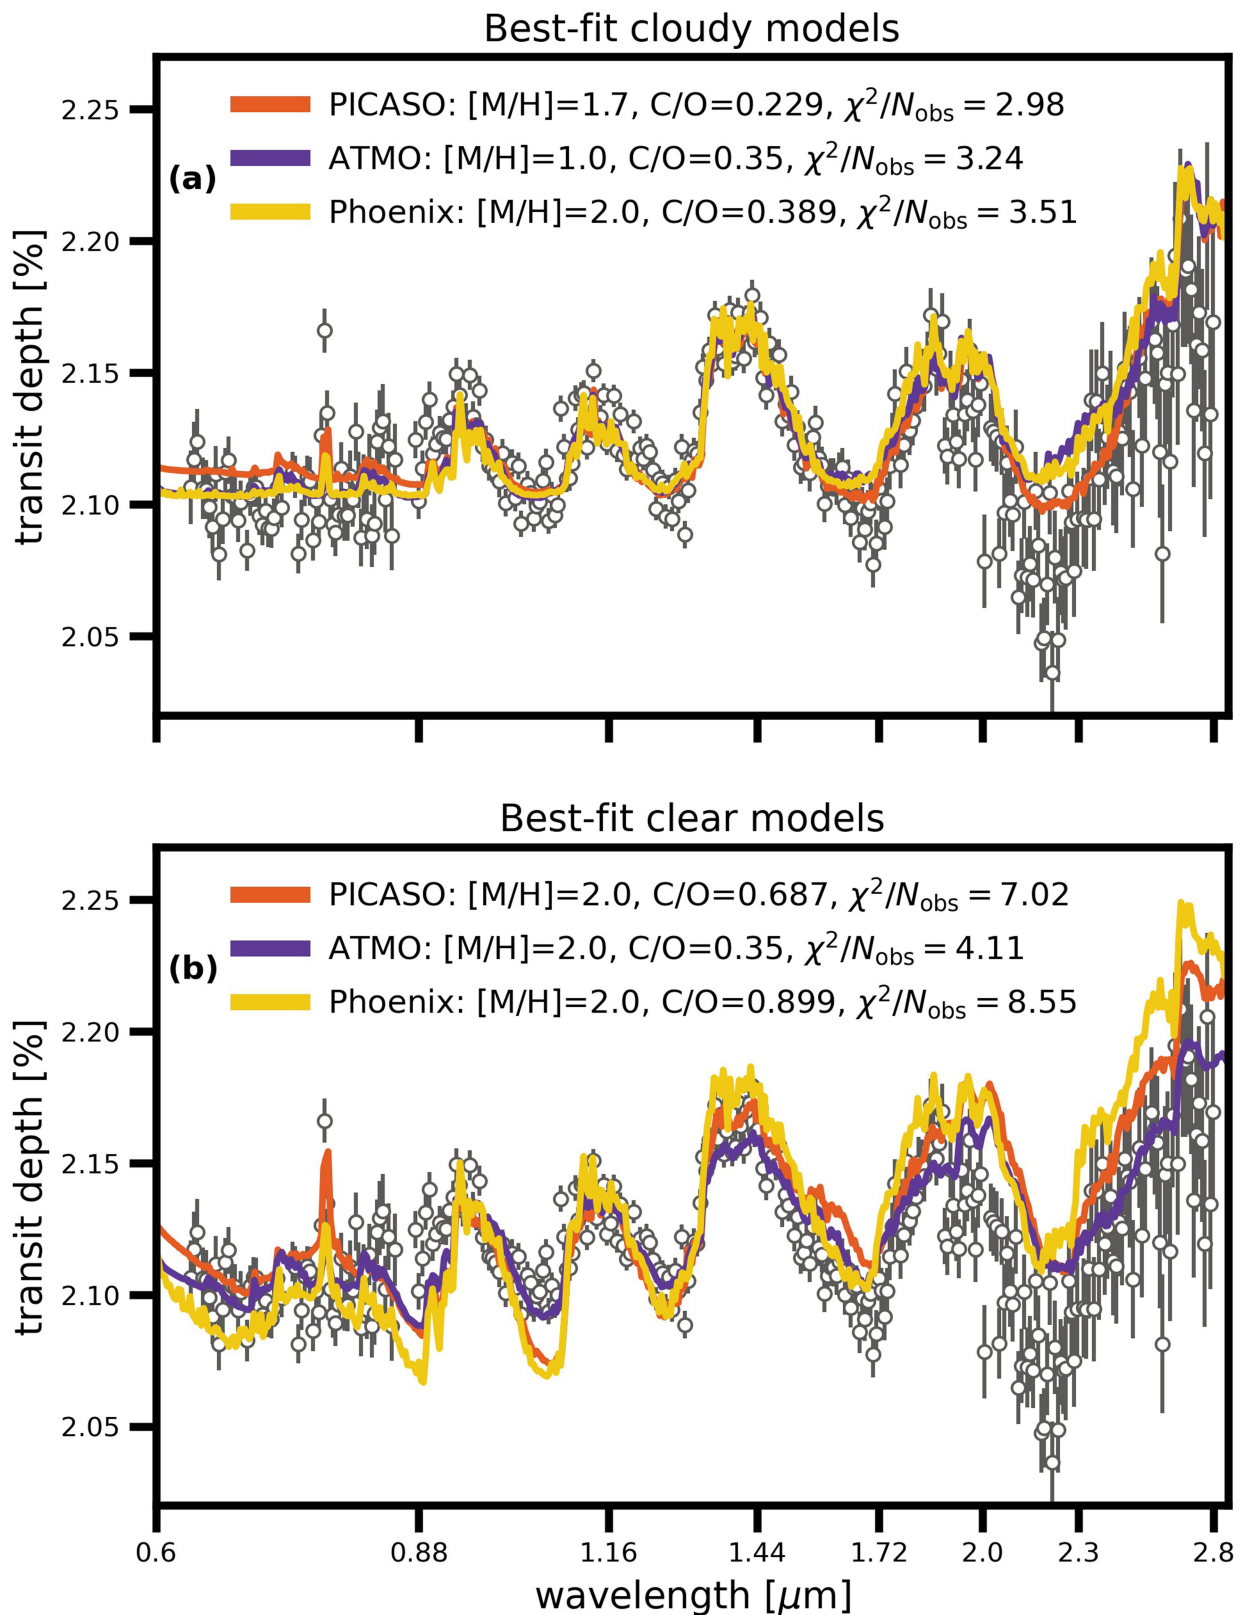 Best-fit cloudy models
2.25
PICASO: [M/H]=1.7, C/O=0.229, χ²/N_obs = 2.98
ATMO: [M/H]=1.0, C/O=0.35, χ²/N_obs = 3.24
(a)
Phoenix: [M/H]=2.0, C/O=0.389, χ²/N_obs = 3.51
2.20
2.15
2.10
2.05
transit depth [%]
Best-fit clear models
2.25
PICASO: [M/H]=2.0, C/O=0.687, χ²/N_obs = 7.02
ATMO: [M/H]=2.0, C/O=0.35, χ²/N_obs = 4.11
(b)
Phoenix: [M/H]=2.0, C/O=0.899, χ²/N_obs = 8.55
2.20
2.15
2.10
2.05
transit depth [%]
0.6 0.88 1.16 1.44 1.72 2.0 2.3 2.8
wavelength [μm]